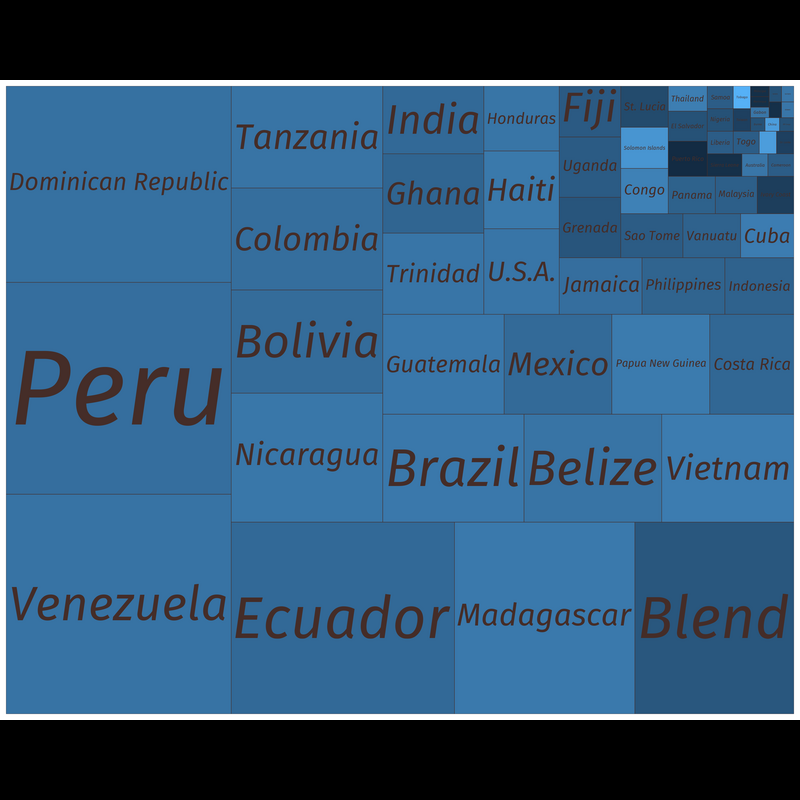 Dominican Republic
Peru
Venezuela
Tanzania
Colombia
Bolivia
Nicaragua
Ecuador
Madagascar
Blend
India
Ghana
Trinidad
Honduras
Haiti
U.S.A.
Guatemala
Mexico
Papua New Guinea
Costa Rica
Brazil
Belize
Vietnam
Fiji
Uganda
Grenada
Jamaica
Philippines
Indonesia
St. Lucia
Solomon Islands
Congo
Sao Tome
Vanuatu
Cuba
Thailand
El Salvador
Puerto Rico
Panama
Malaysia
Liberia
Togo